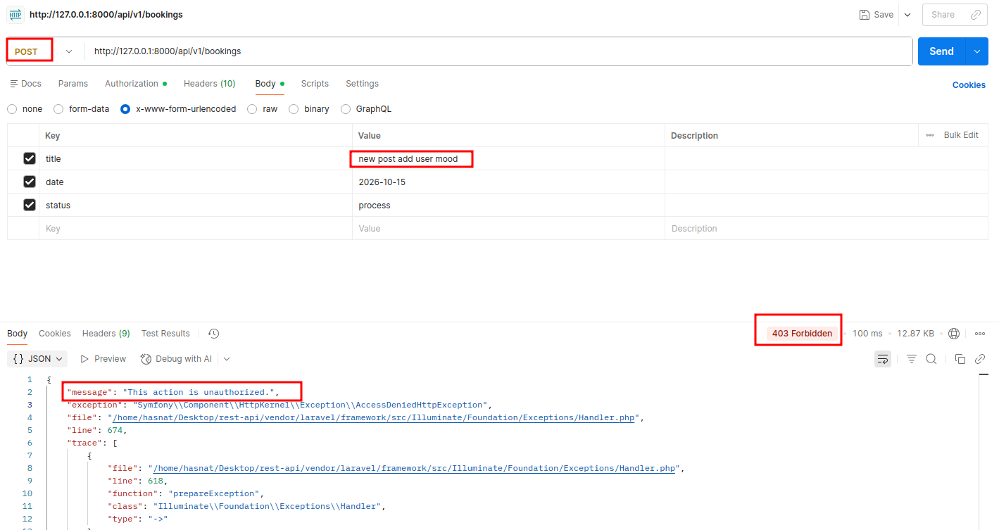 HTTP http://127.0.0.1:8000/api/v1/bookings Save Share
POST http://127.0.0.1:8000/api/v1/bookings Send
Docs Params Authorization Headers (10) Body Scripts Settings Cookies
none form-data x-www-form-urlencoded raw binary GraphQL
Key Value Description Bulk Edit
title new post add user mood
date 2026-10-15
status process
Key Value Description
Body Cookies Headers (9) Test Results 403 Forbidden 100 ms 12.87 KB
{} JSON Preview Debug with AI
1 {
2 "message": "This action is unauthorized.",
3 "exception": "Symfony\\Component\\HttpKernel\\Exception\\AccessDeniedHttpException",
4 "file": "/home/hasnat/Desktop/rest-api/vendor/laravel/framework/src/Illuminate/Foundation/Exceptions/Handler.php",
5 "line": 674,
6 "trace": [
7 {
8 "file": "/home/hasnat/Desktop/rest-api/vendor/laravel/framework/src/Illuminate/Foundation/Exceptions/Handler.php",
9 "line": 618,
10 "function": "prepareException",
11 "class": "Illuminate\\Foundation\\Exceptions\\Handler",
12 "type": "->"